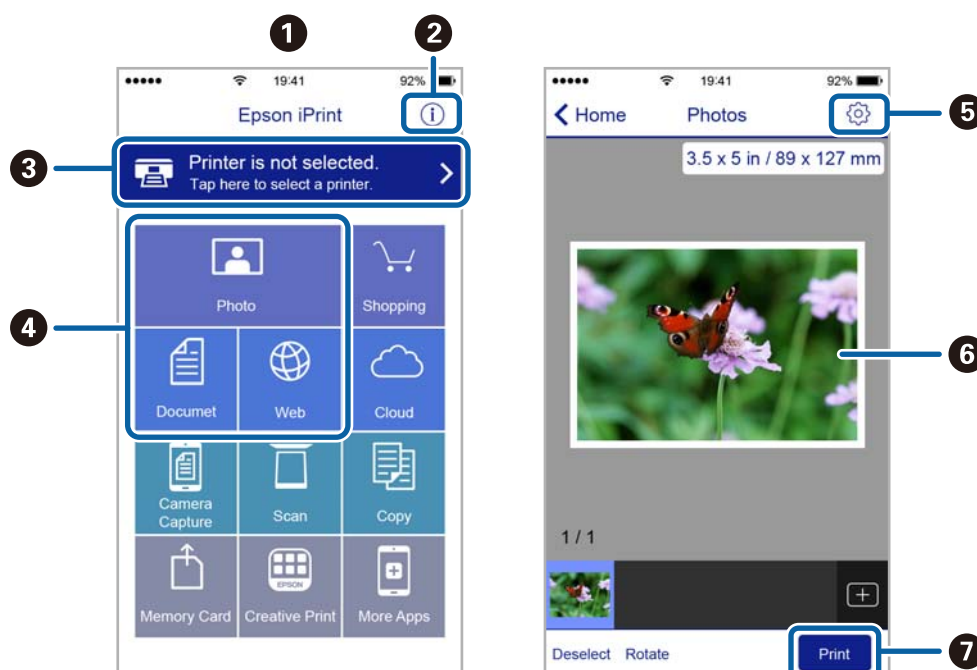 1 2
19:41 92%
Epson iPrint
3
Printer is not selected.
Tap here to select a printer.
4
Photo Shopping
Documet Web Cloud
Camera
Capture Scan Copy
EPSON
Memory Card Creative Print More Apps
19:41 92%
Home Photos 5
3.5 x 5 in / 89 x 127 mm
6
1 / 1
Deselect Rotate Print 7